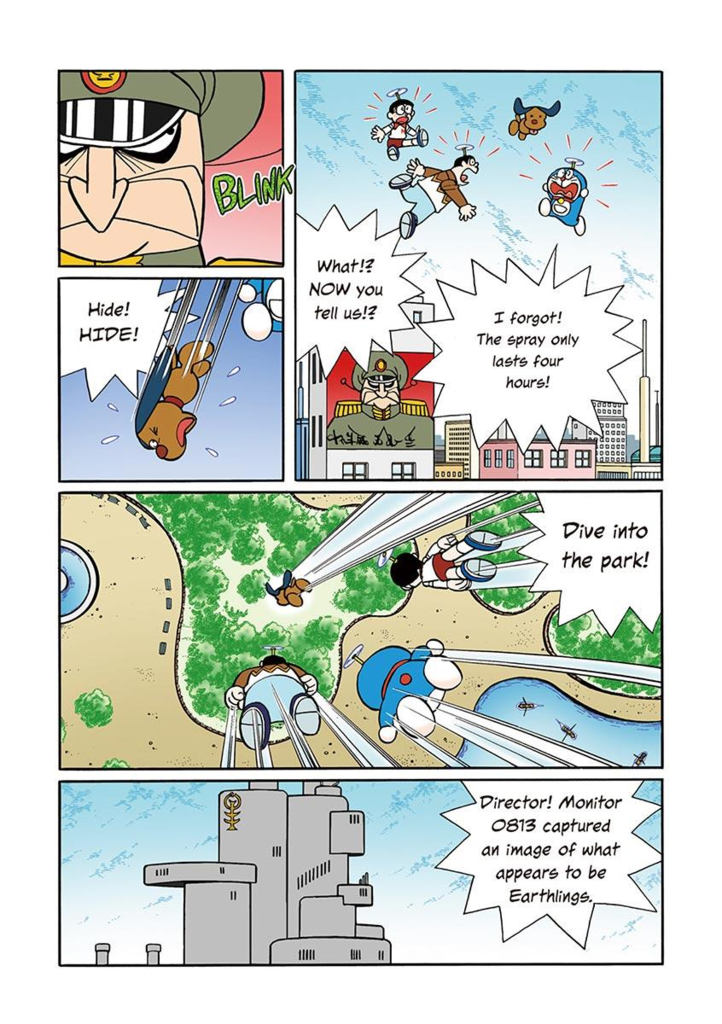 BLINK
What!?
NOW you
tell us!?
I forgot!
The spray only
lasts four
hours!
Hide!
HIDE!
Dive into
the park!
Director! Monitor
0813 captured
an image of what
appears to be
Earthlings.